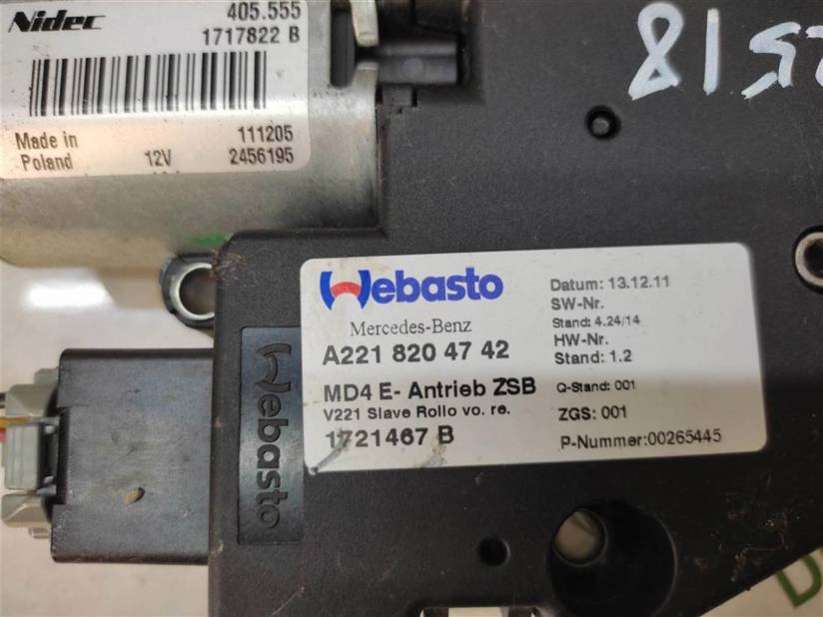 Nidec
405.555
1717822 B
Made in
Poland
12V
111205
2456195
518
Webasto
Mercedes-Benz
A221 820 47 42
MD4 E- Antrieb ZSB
V221 Slave Rollo vo. re.
1721467 B
Datum: 13.12.11
SW-Nr.
Stand: 4.24/14
HW-Nr.
Stand: 1.2
Q-Stand: 001
ZGS: 001
P-Nummer:00265445
Webasto